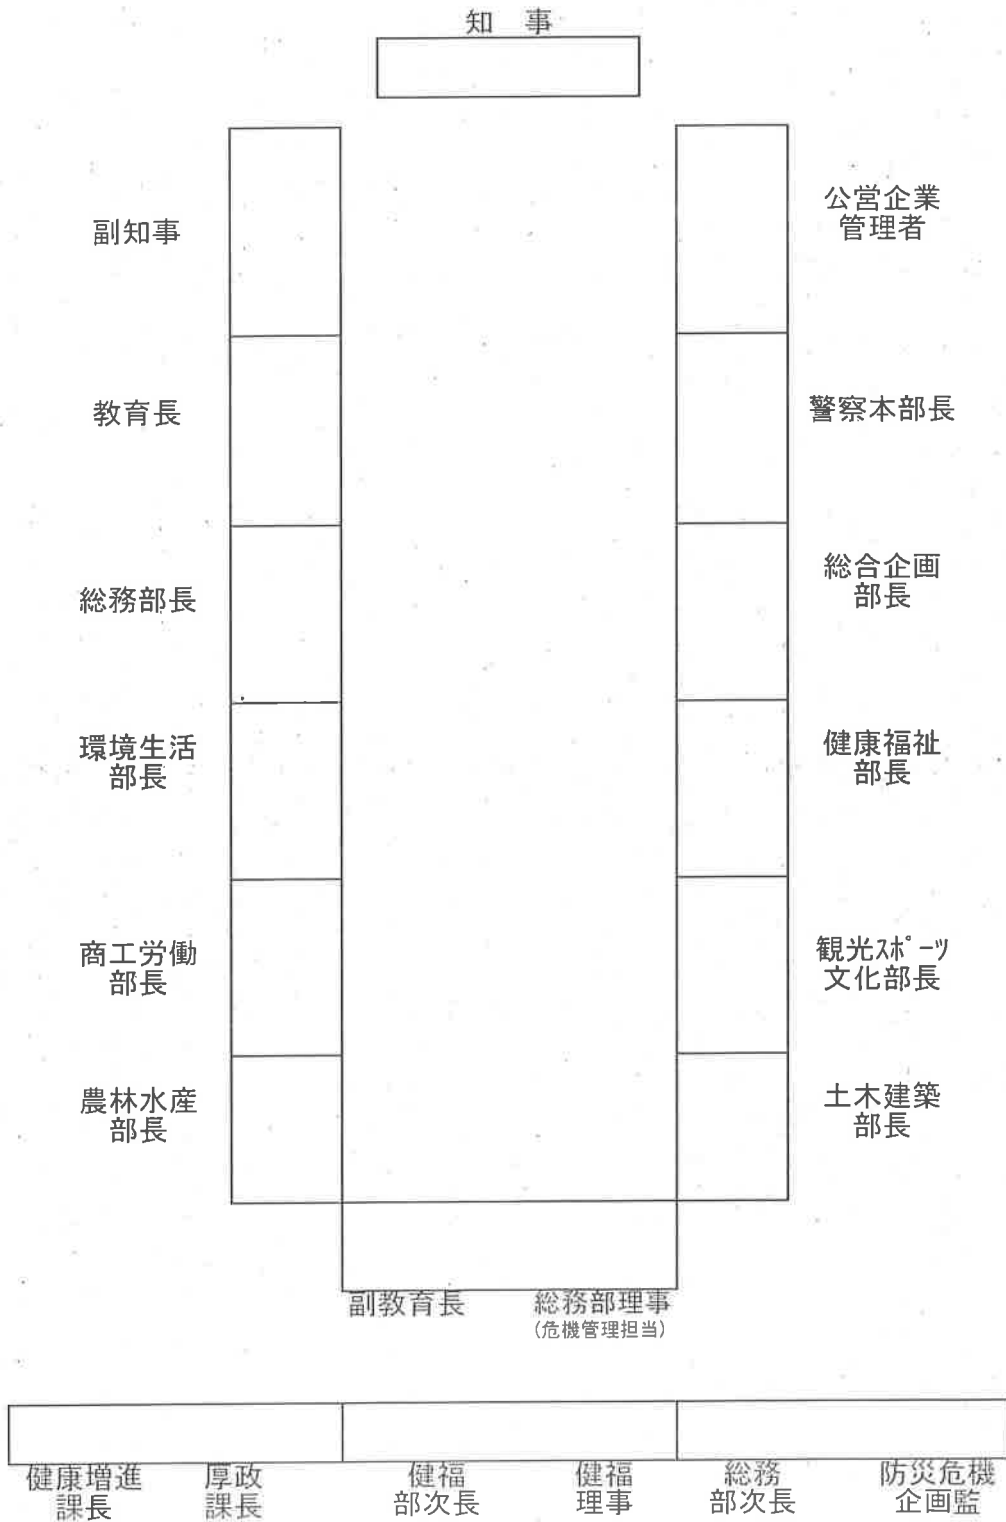 知　事
副知事
公営企業
管理者
教育長
警察本部長
総務部長
総合企画
部長
環境生活
部長
健康福祉
部長
商工労働
部長
観光ｽﾎﾟｰﾂ
文化部長
農林水産
部長
土木建築
部長
副教育長
総務部理事
(危機管理担当)
健康増進
課長
厚政
課長
健福
部次長
健福
理事
総務
部次長
防災危機
企画監